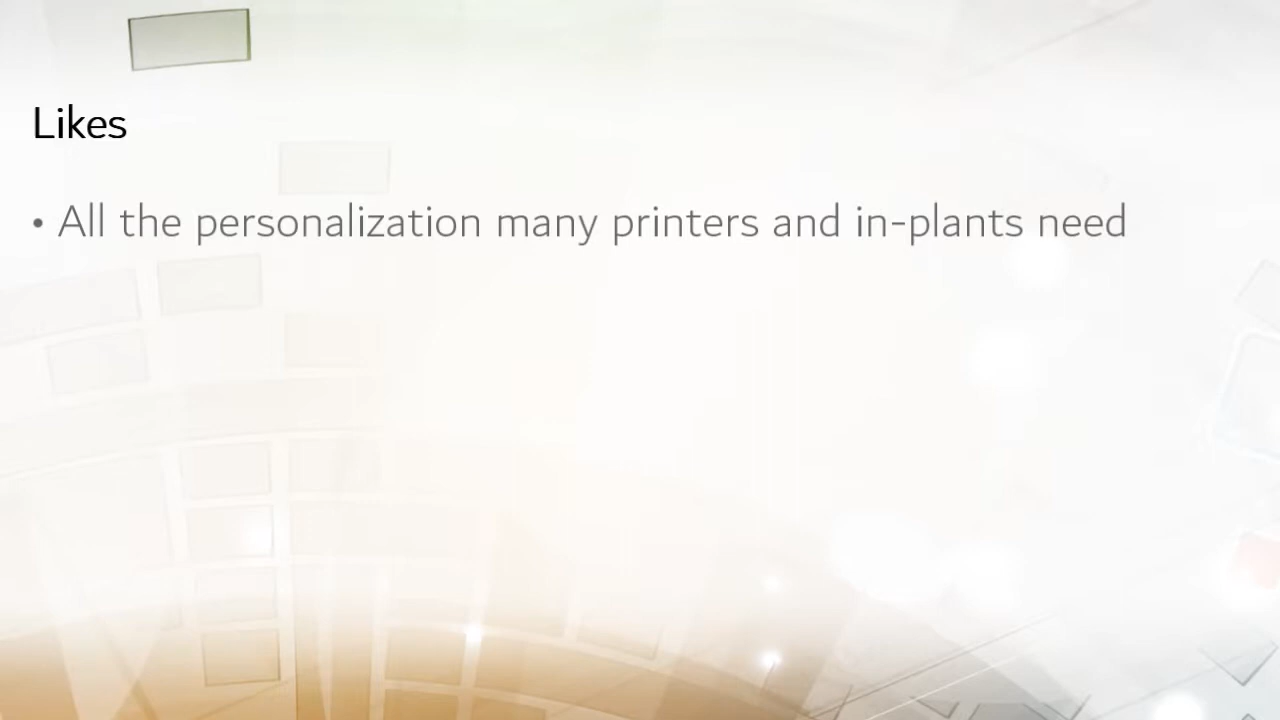 Likes
• All the personalization many printers and in-plants need